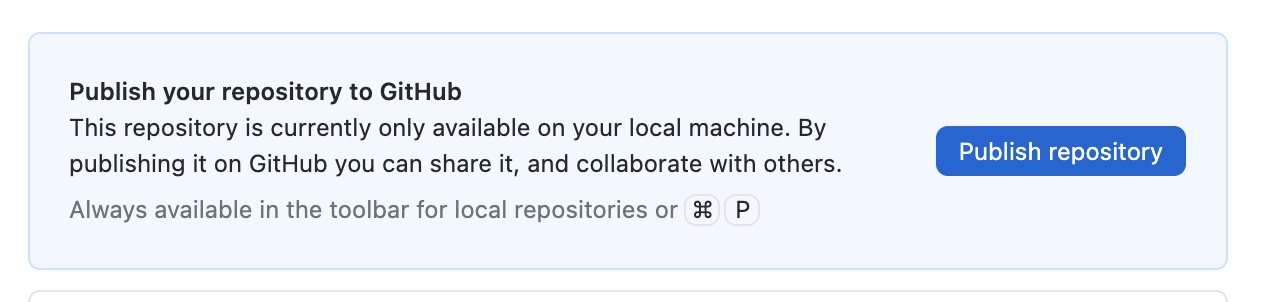 Publish your repository to GitHub
This repository is currently only available on your local machine. By
publishing it on GitHub you can share it, and collaborate with others.
Publish repository
Always available in the toolbar for local repositories or ⌘ P